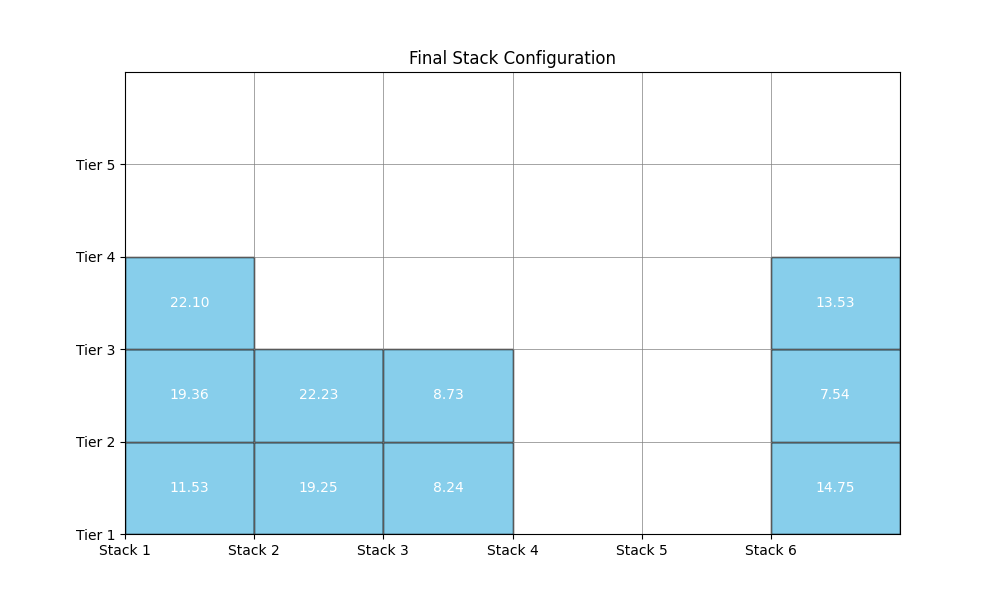 Final Stack Configuration
Tier 5
Tier 4
22.10 13.53
Tier 3
19.36 22.23 8.73 7.54
Tier 2
11.53 19.25 8.24 14.75
Tier 1
Stack 1 Stack 2 Stack 3 Stack 4 Stack 5 Stack 6